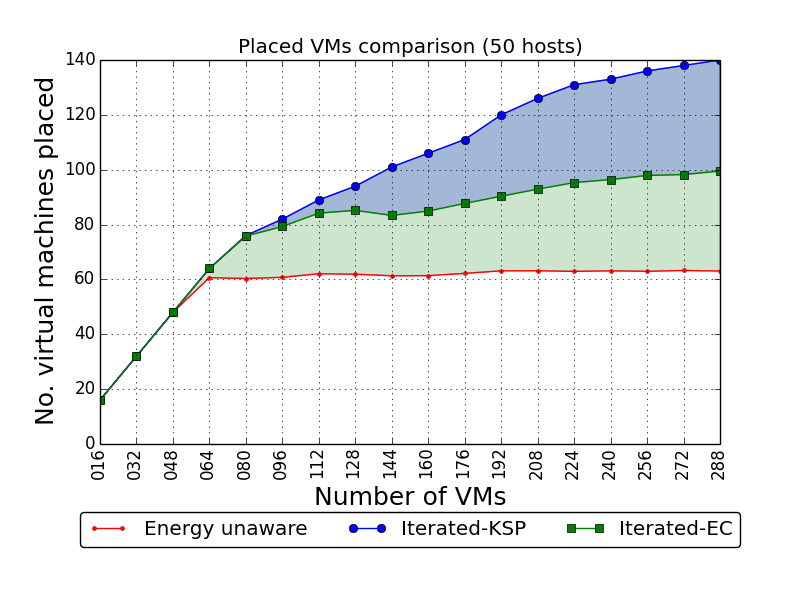 Placed VMs comparison (50 hosts)
No. virtual machines placed
140
120
100
80
60
40
20
0
016 032 048 064 080 096 112 128 144 160 176 192 208 224 240 256 272 288
Number of VMs
Energy unaware Iterated-KSP Iterated-EC